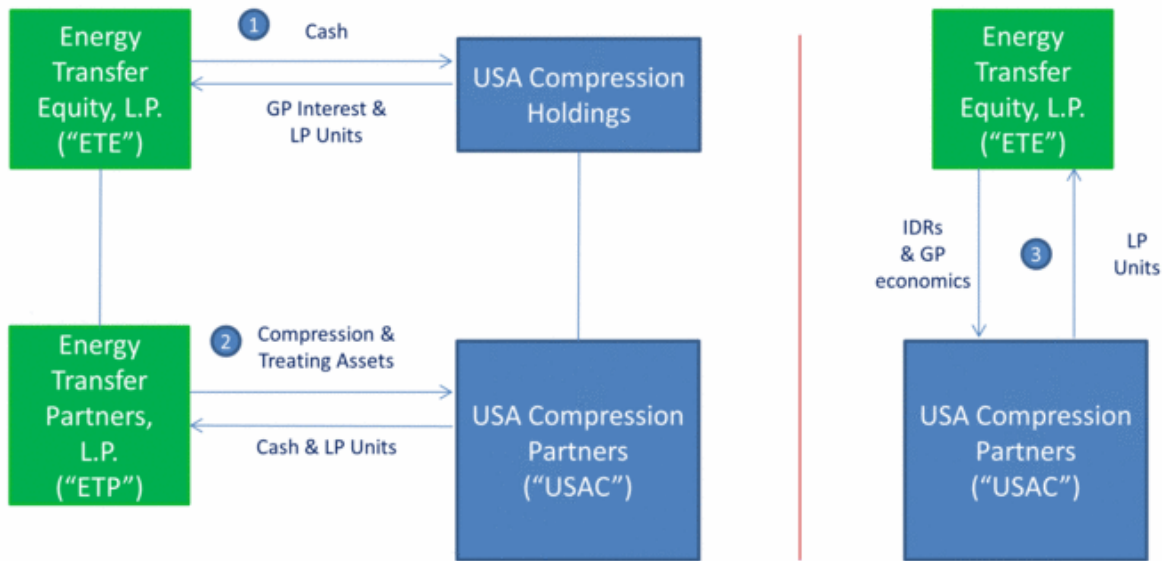 Energy
Transfer
Equity, L.P.
(“ETE”)
1
Cash
GP Interest &
LP Units
USA Compression
Holdings
Energy
Transfer
Partners,
L.P.
(“ETP”)
2
Compression &
Treating Assets
Cash & LP Units
USA Compression
Partners
(“USAC”)
Energy
Transfer
Equity, L.P.
(“ETE”)
IDRs
& GP
economics
3
LP
Units
USA Compression
Partners
(“USAC”)